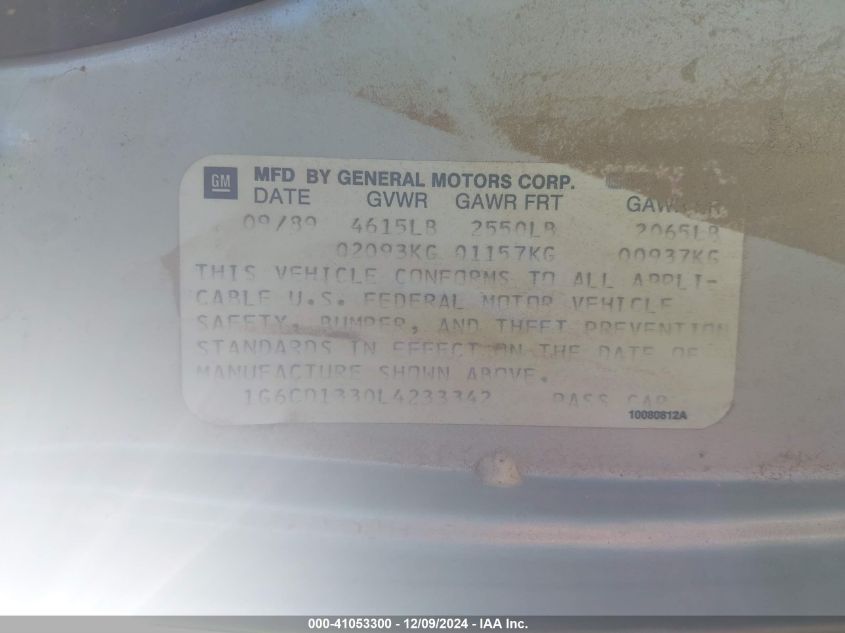 GM MFD BY GENERAL MOTORS CORP.
DATE GVWR GAWR FRT GAWR RR
09/89 4615LB 2550LB 2065LB
02093KG 01157KG 00937KG
THIS VEHICLE CONFORMS TO ALL APPLI-
CABLE U.S. FEDERAL MOTOR VEHICLE
SAFETY, BUMPER, AND THEFT PREVENTION
STANDARDS IN EFFECT ON THE DATE OF
MANUFACTURE SHOWN ABOVE.
1G6CD1330L4233342 PASS CAR
10080812A
000-41053300 - 12/09/2024 - IAA Inc.